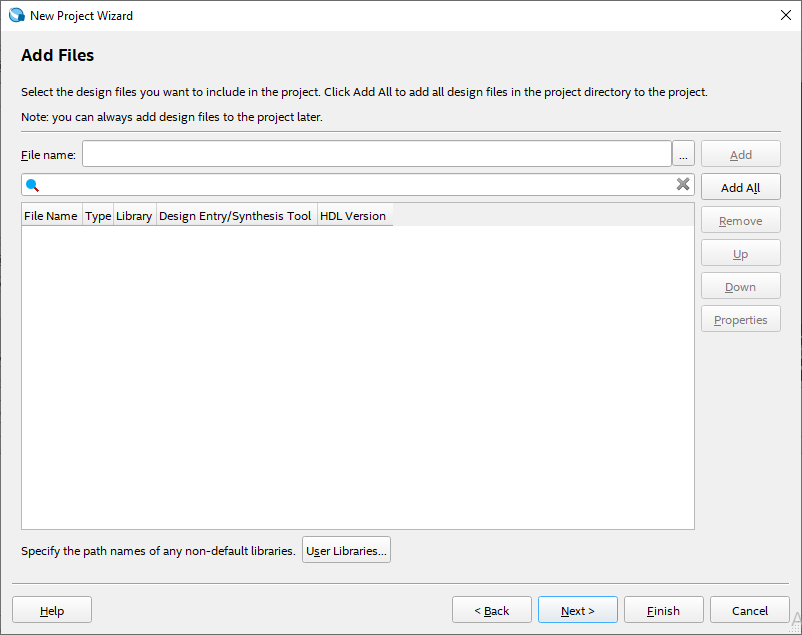 New Project Wizard
Add Files
Select the design files you want to include in the project. Click Add All to add all design files in the project directory to the project.
Note: you can always add design files to the project later.
File name: ... Add
Add All
File Name Type Library Design Entry/Synthesis Tool HDL Version
Remove
Up
Down
Properties
Specify the path names of any non-default libraries. User Libraries...
Help < Back Next > Finish Cancel